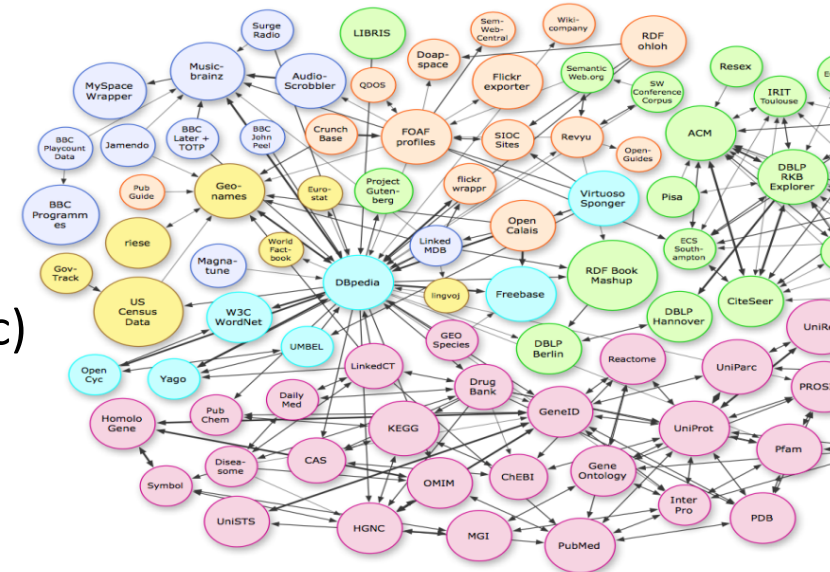 Surge
Radio
LIBRIS
Sem-
Web-
Central
Wiki-
company
RDF
ohloh
Music-
brainz
Doap-
space
MySpace
Wrapper
Audio-
Scrobbler
QDOS
Flickr
exporter
Semantic
Web.org
SW
Conference
Corpus
Resex
IRIT
Toulouse
BBC
Playcount
Data
Jamendo
BBC
Later +
TOTP
BBC
John
Peel
Crunch
Base
FOAF
profiles
SIOC
Sites
Revyu
Open-
Guides
ACM
DBLP
RKB
Explorer
BBC
Programm
es
Pub
Guide
Geo-
names
Euro-
stat
Project
Guten-
berg
flickr
wrappr
Virtuoso
Sponger
Pisa
riese
World
Fact-
book
Linked
MDB
Open
Calais
ECS
South-
ampton
Gov-
Track
Magna-
tune
DBpedia
RDF Book
Mashup
US
Census
Data
lingvoj
Freebase
CiteSeer
c)
W3C
WordNet
DBLP
Hannover
UniRe
UMBEL
GEO
Species
DBLP
Berlin
Open
Cyc
Yago
LinkedCT
Reactome
UniParc
Drug
Bank
PROS
Homolo
Gene
Pub
Chem
Daily
Med
KEGG
GeneID
UniProt
Pfam
Symbol
Disea-
some
CAS
OMIM
ChEBI
Gene
Ontology
Inter
Pro
UniSTS
HGNC
MGI
PubMed
PDB